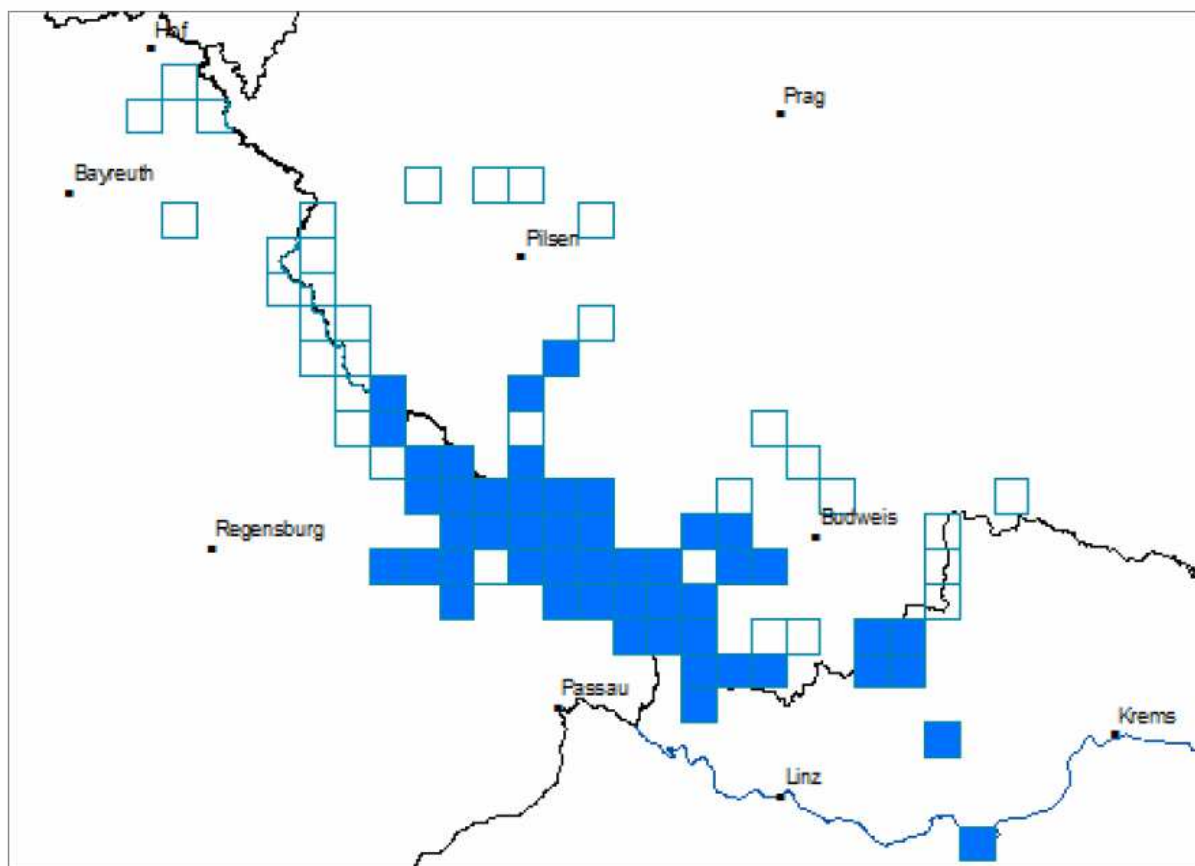 Hof
Prag
Bayreuth
Pilsen
Regensburg
Budweis
Passau
Krems
Linz